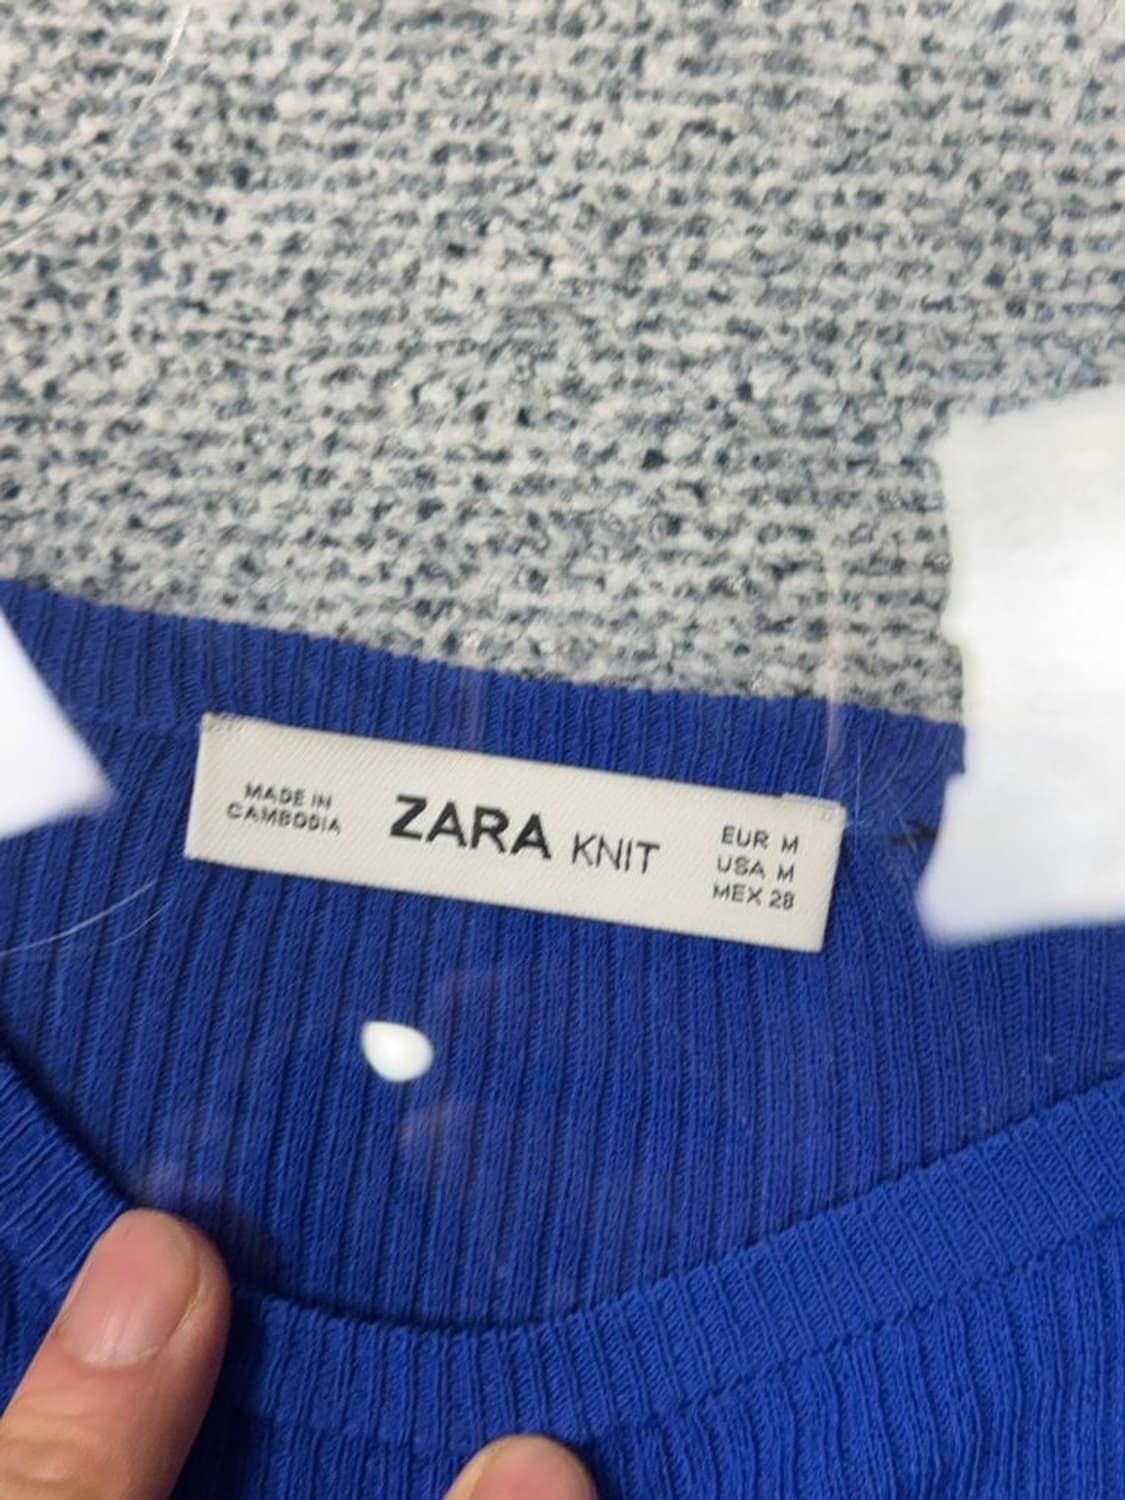 MADE IN
CAMBODIA
ZARA KNIT
EUR M
USA M
MEX 28